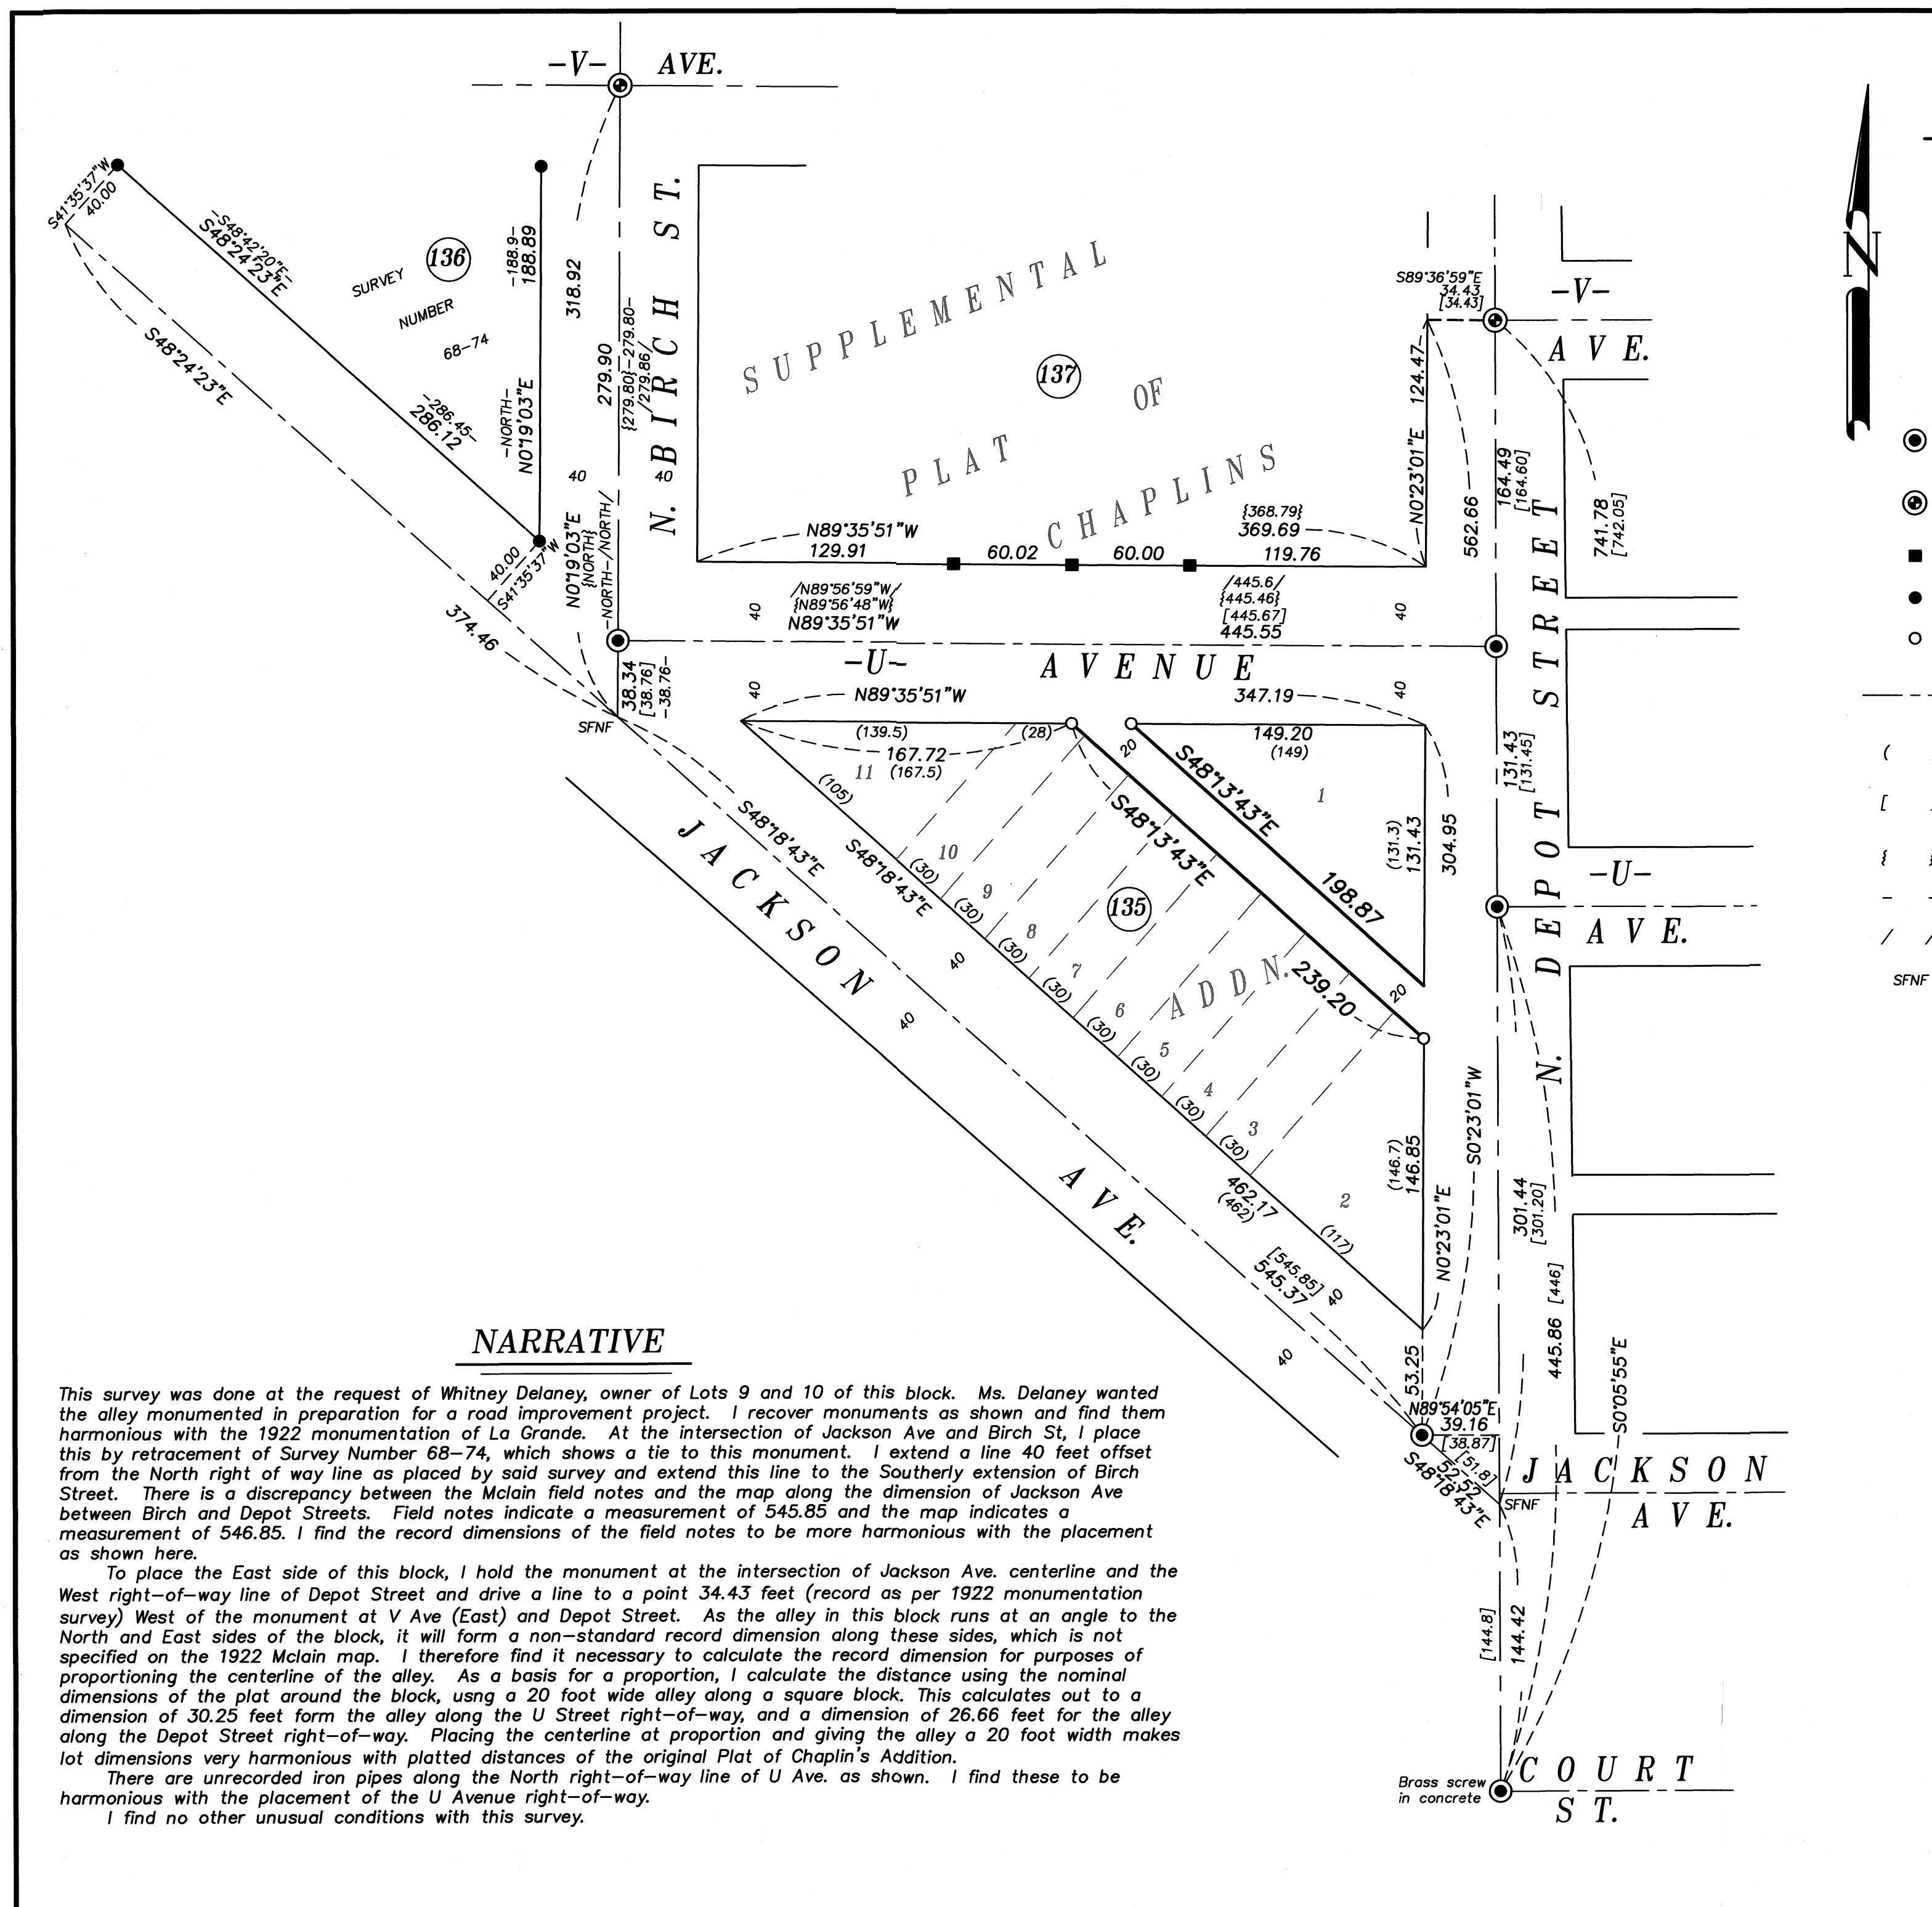 -V- AVE.
S41°35'37"W
40.00
-S48°42'20"E-
S48°24'23"E
136
SURVEY
NUMBER
68-74
-188.9-
188.89
318.92
N. BIRCH ST.
279.90
{279.80}-279.80-
/279.86/
S48°24'23"E
-286.45-
286.12
-NORTH-
N0°19'03"E
40
40
N0°19'03"E
{NORTH}
-NORTH-/NORTH/
40.00
S41°35'37"W
374.46
SUPPLEMENTAL
137
PLAT
OF
CHAPLINS
S89°36'59"E
34.43
[34.43]
-V-
AVE.
N0°23'01"E 124.47
562.66
164.49
[164.60]
741.78
[742.05]
N89°35'51"W
129.91
60.02
60.00
{368.79}
369.69
119.76
40
/N89°56'59"W/
{N89°56'48"W}
N89°35'51"W
/445.6/
{445.46}
[445.67]
445.55
40
-U- AVENUE
38.34
[38.76]
-38.76-
SFNF
40
N89°35'51"W
347.19
40
(139.5)
(28)
167.72
11 (167.5)
(105)
20
149.20
(149)
S48°13'43"E
1
S48°13'43"E
131.43
[131.45]
(131.3)
131.43
304.95
198.87
S48°18'43"E
S48°18'43"E
JACKSON
AVE.
10
(30)
9
(30)
8
(30)
7
(30)
6
(30)
5
(30)
4
(30)
3
(30)
2
(117)
135
ADDN.
239.20
20
40
40
-U-
AVE.
N. DEPOT STREET
462.17
(462)
(146.7)
146.85
N0°23'01"E
S0°23'01"W
301.44
[301.20]
445.86 [446]
S0°05'55"E
[545.85]
545.37
40
40
53.25
N89°54'05"E
39.16
[38.87]
[51.8]
52.52
S48°18'43"E
SFNF
JACKSON
AVE.
[144.8]
144.42
Brass screw
in concrete
COURT
ST.
N
(
[
{ }
-
/ /
SFNF
NARRATIVE
This survey was done at the request of Whitney Delaney, owner of Lots 9 and 10 of this block. Ms. Delaney wanted
the alley monumented in preparation for a road improvement project. I recover monuments as shown and find them
harmonious with the 1922 monumentation of La Grande. At the intersection of Jackson Ave and Birch St, I place
this by retracement of Survey Number 68-74, which shows a tie to this monument. I extend a line 40 feet offset
from the North right of way line as placed by said survey and extend this line to the Southerly extension of Birch
Street. There is a discrepancy between the Mclain field notes and the map along the dimension of Jackson Ave
between Birch and Depot Streets. Field notes indicate a measurement of 545.85 and the map indicates a
measurement of 546.85. I find the record dimensions of the field notes to be more harmonious with the placement
as shown here.
To place the East side of this block, I hold the monument at the intersection of Jackson Ave. centerline and the
West right-of-way line of Depot Street and drive a line to a point 34.43 feet (record as per 1922 monumentation
survey) West of the monument at V Ave (East) and Depot Street. As the alley in this block runs at an angle to the
North and East sides of the block, it will form a non-standard record dimension along these sides, which is not
specified on the 1922 Mclain map. I therefore find it necessary to calculate the record dimension for purposes of
proportioning the centerline of the alley. As a basis for a proportion, I calculate the distance using the nominal
dimensions of the plat around the block, usng a 20 foot wide alley along a square block. This calculates out to a
dimension of 30.25 feet form the alley along the U Street right-of-way, and a dimension of 26.66 feet for the alley
along the Depot Street right-of-way. Placing the centerline at proportion and giving the alley a 20 foot width makes
lot dimensions very harmonious with platted distances of the original Plat of Chaplin's Addition.
There are unrecorded iron pipes along the North right-of-way line of U Ave. as shown. I find these to be
harmonious with the placement of the U Avenue right-of-way.
I find no other unusual conditions with this survey.